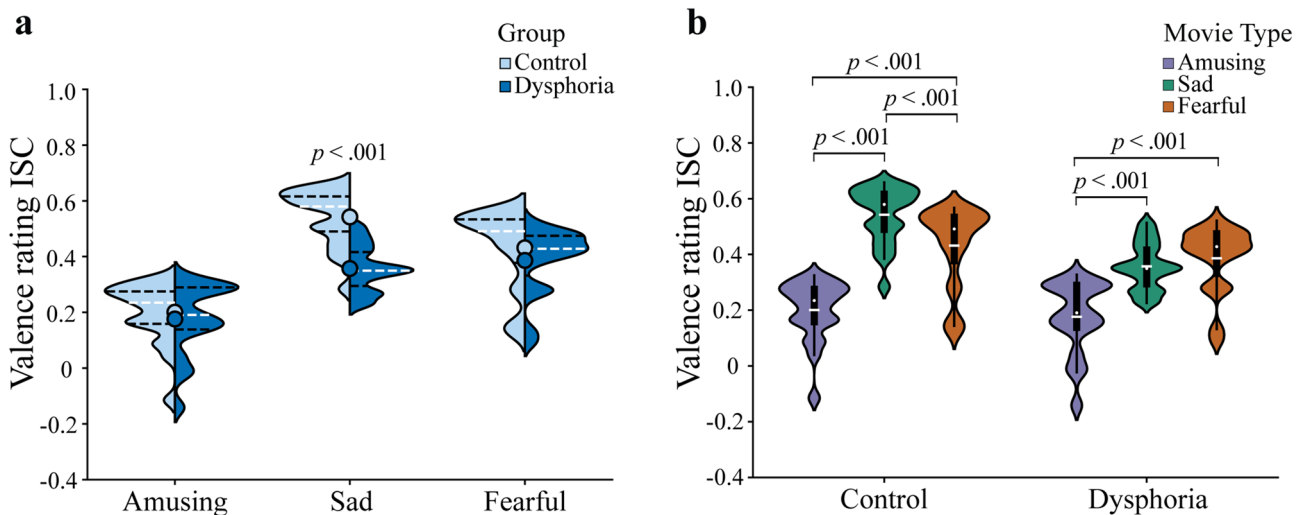 a
Group
Control
Dysphoria
Valence rating ISC
1.0
0.8
0.6
0.4
0.2
0
-0.2
-0.4
p < .001
Amusing
Sad
Fearful
b
Movie Type
Amusing
Sad
Fearful
Valence rating ISC
1.0
0.8
0.6
0.4
0.2
0
-0.2
-0.4
p < .001
p < .001
p < .001
p < .001
p < .001
Control
Dysphoria